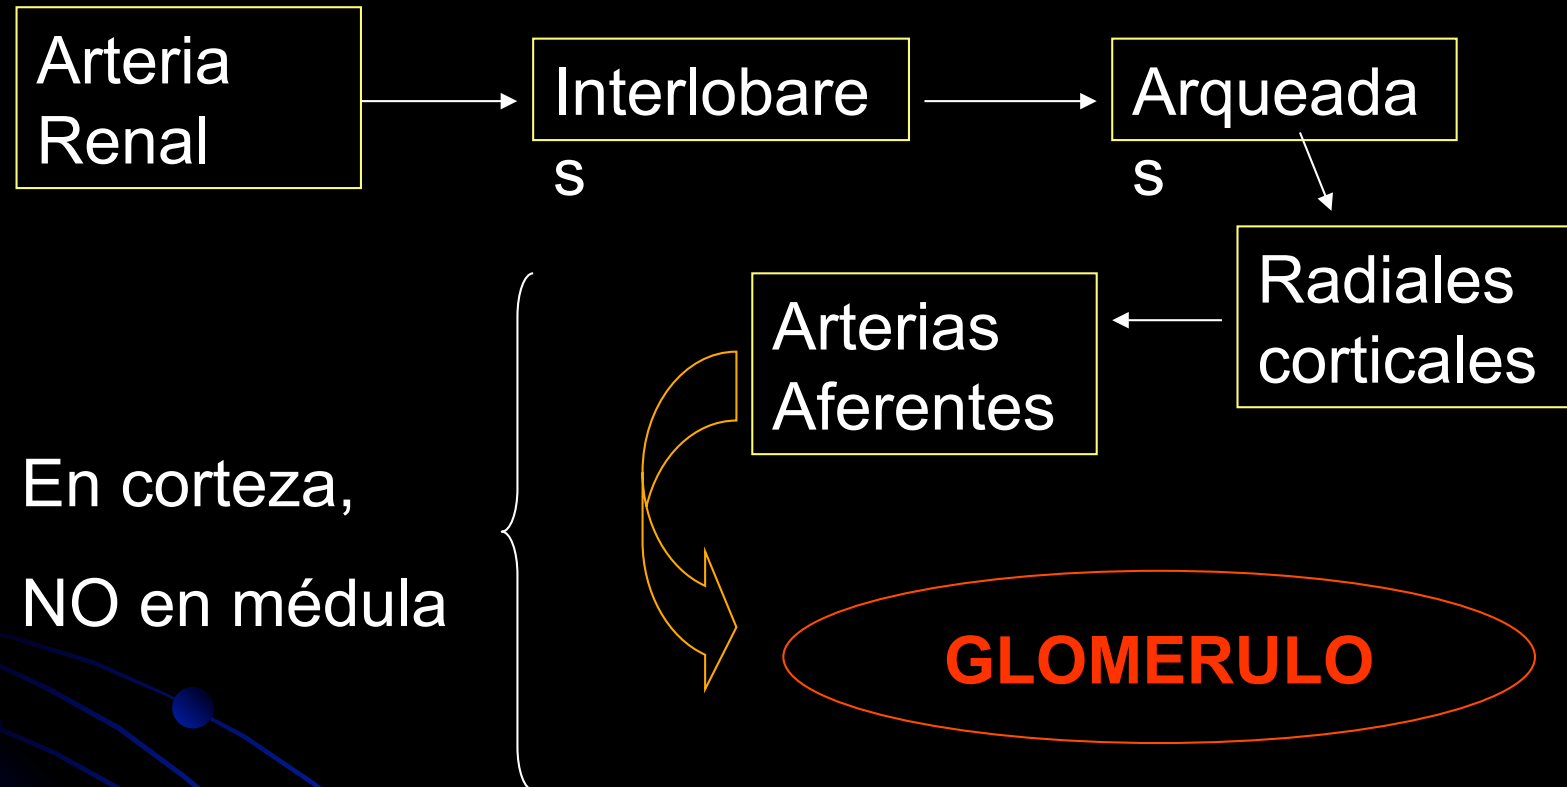 Arteria
Renal
Interlobare
s
Arqueada
s
Radiales
corticales
Arterias
Aferentes
En corteza,
NO en médula
GLOMERULO